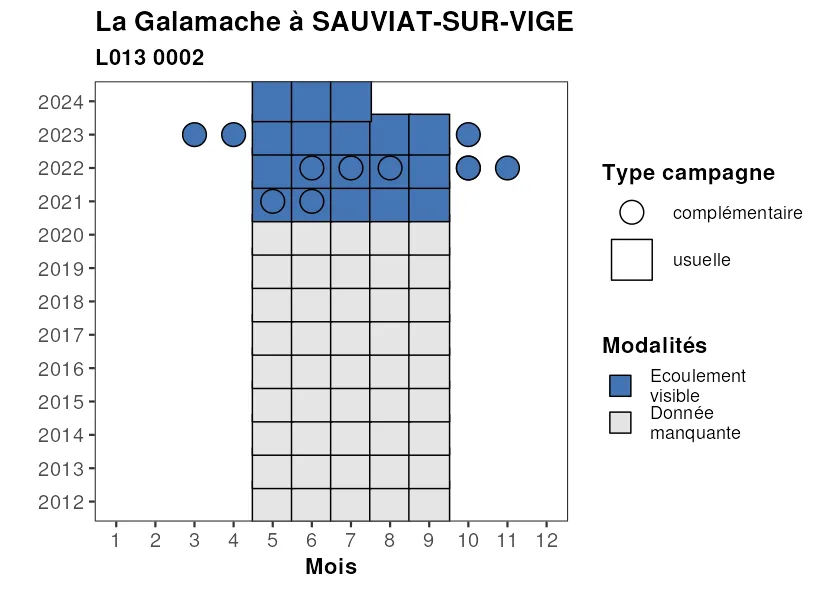 La Galamache à SAUVIAT-SUR-VIGE
L013 0002
2024
2023
2022
2021
2020
2019
2018
2017
2016
2015
2014
2013
2012
1 2 3 4 5 6 7 8 9 10 11 12
Mois
Type campagne
complémentaire
usuelle
Modalités
Ecoulement
visible
Donnée
manquante